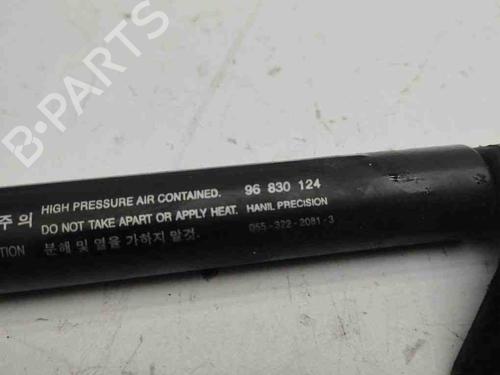 B-PARTS
주의 HIGH PRESSURE AIR CONTAINED. 96 830 124
DO NOT TAKE APART OR APPLY HEAT. HANIL PRECISION
분해 및 열을 가하지 말것. 055-322-2081~3